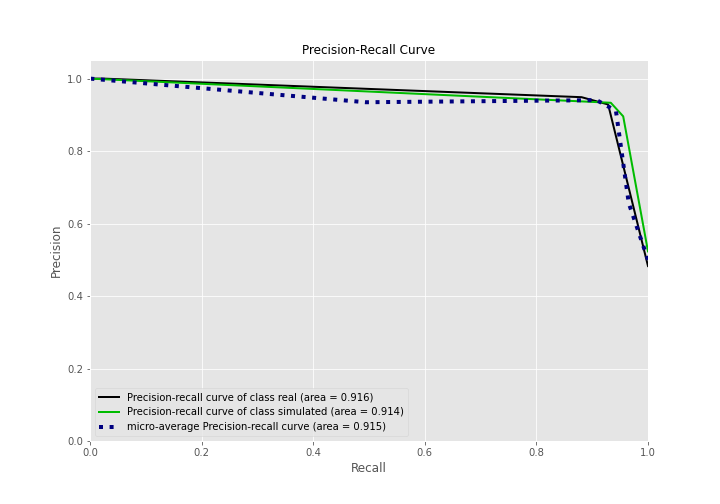 Precision-Recall Curve
1.0
0.8
0.6
0.4
0.2
0.0
Precision
Precision-recall curve of class real (area = 0.916)
Precision-recall curve of class simulated (area = 0.914)
micro-average Precision-recall curve (area = 0.915)
0.0 0.2 0.4 0.6 0.8 1.0
Recall